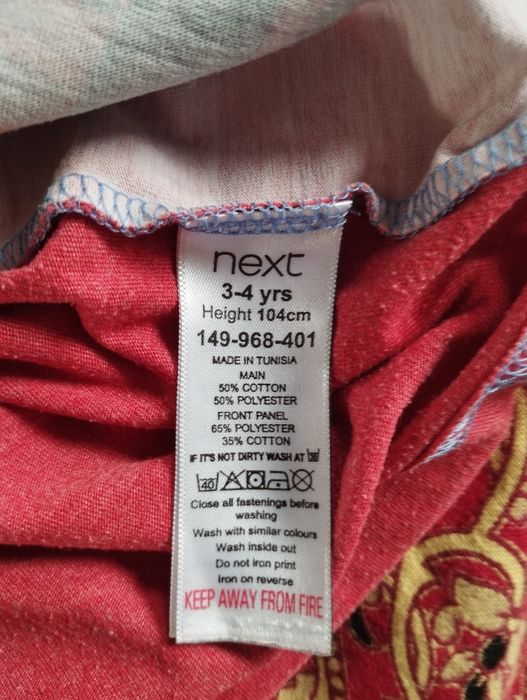 next
3-4 yrs
Height 104cm
149-968-401
MADE IN TUNISIA
MAIN
50% COTTON
50% POLYESTER
FRONT PANEL
65% POLYESTER
35% COTTON
IF IT'S NOT DIRTY WASH AT
40
Close all fastenings before
washing
Wash with similar colours
Wash inside out
Do not iron print
Iron on reverse
KEEP AWAY FROM FIRE